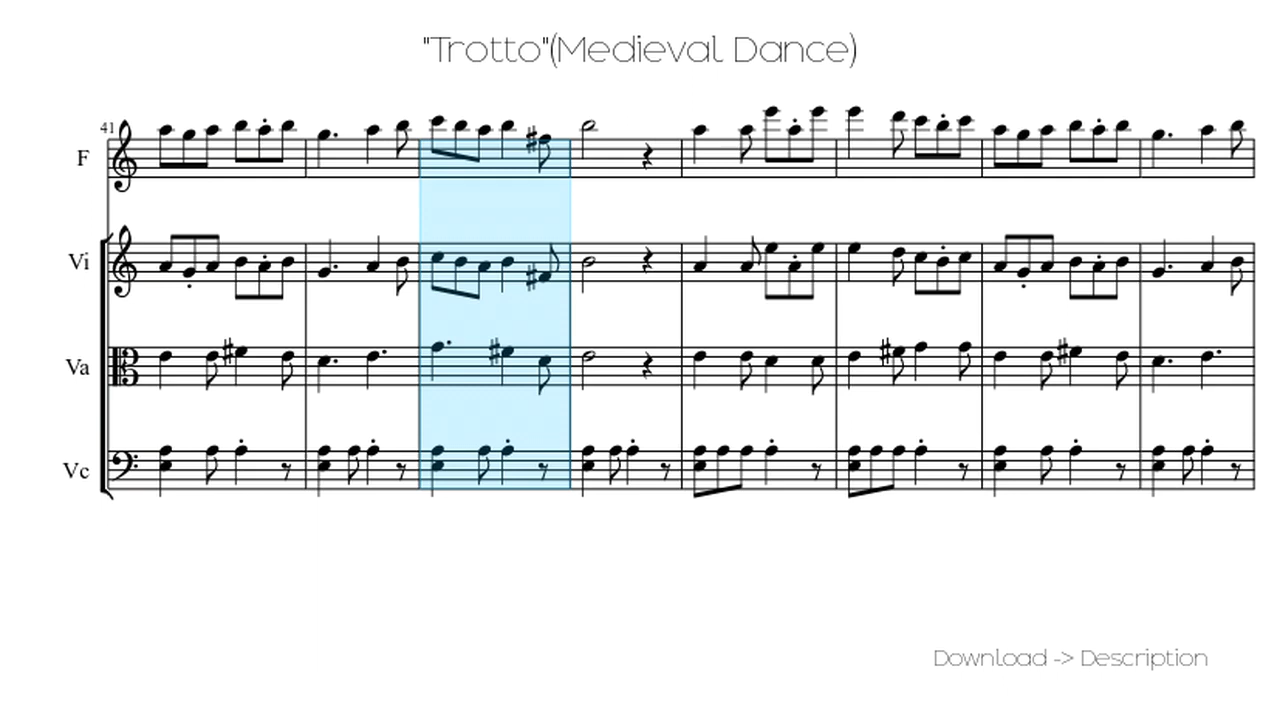 "Trotto"(Medieval Dance)
41
F
Vi
Va
Vc
Download -> Description